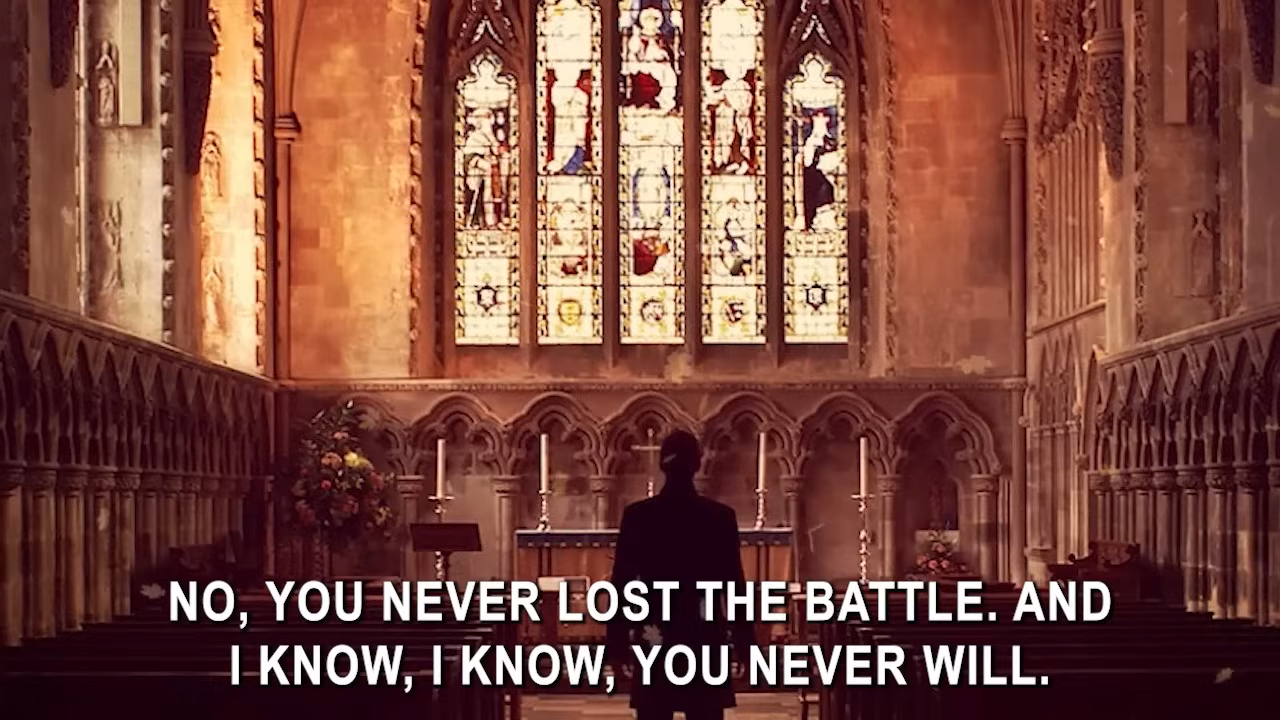 NO, YOU NEVER LOST THE BATTLE. AND
I KNOW, I KNOW, YOU NEVER WILL.